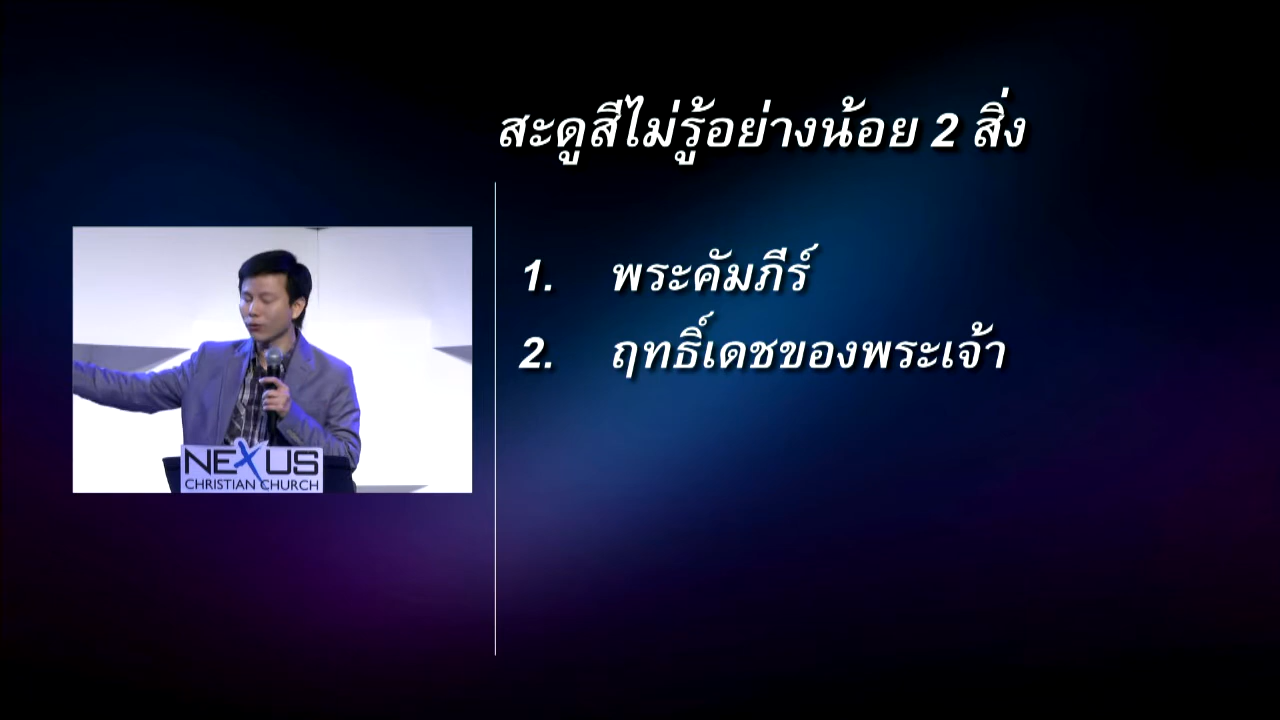 สะดูสีไม่รู้อย่างน้อย 2 สิ่ง
1. พระคัมภีร์
2. ฤทธิ์เดชของพระเจ้า
NEXUS
CHRISTIAN CHURCH